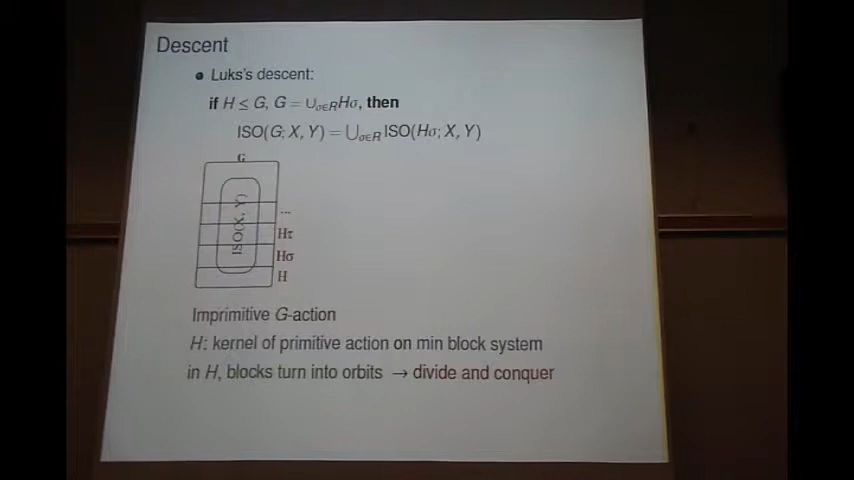 Descent
Luks's descent:
if H ≤ G, G = ∪σ∈RHσ, then
ISO(G; X, Y) = ⋃σ∈R ISO(Hσ; X, Y)
G
ISO(X, Y)
...
Hτ
Hσ
H
Imprimitive G-action
H: kernel of primitive action on min block system
in H, blocks turn into orbits → divide and conquer